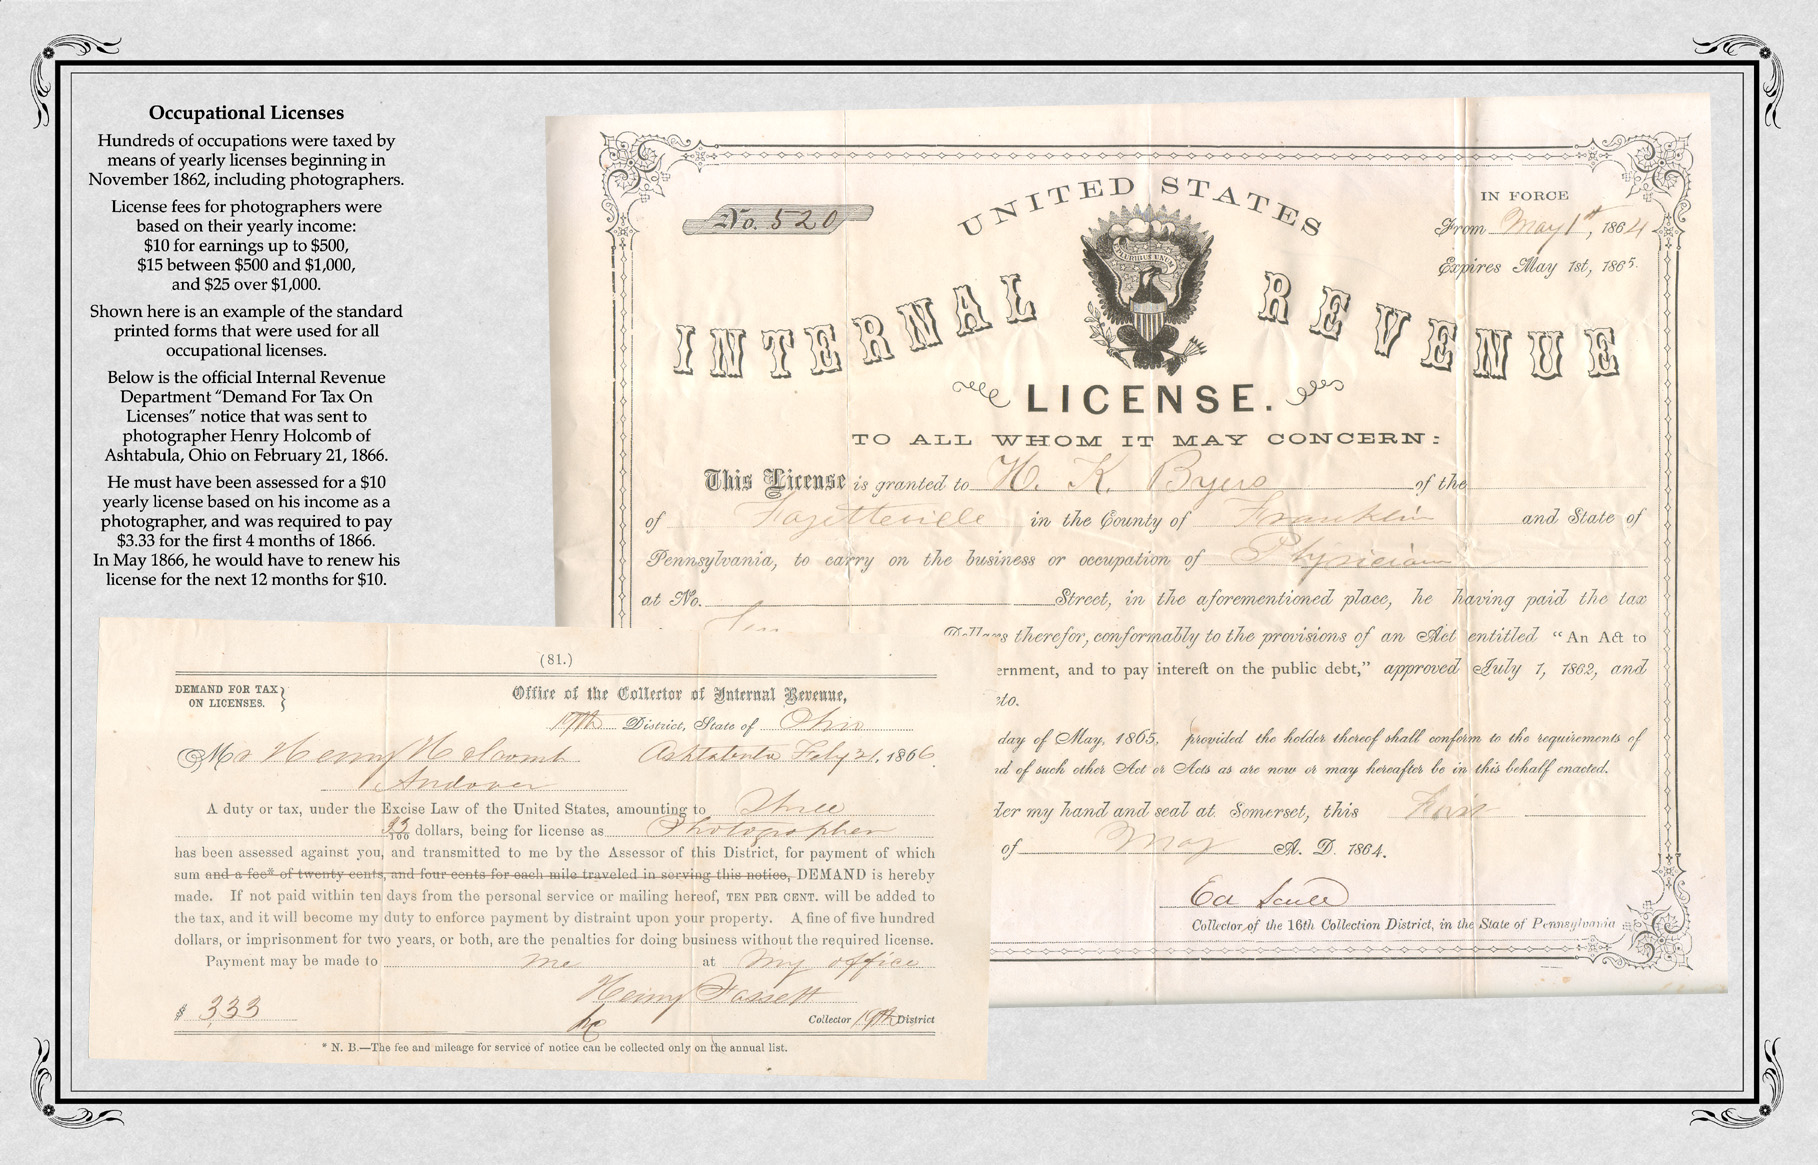 Occupational Licenses
Hundreds of occupations were taxed by
means of yearly licenses beginning in
November 1862, including photographers.
License fees for photographers were
based on their yearly income:
$10 for earnings up to $500,
$15 between $500 and $1,000,
and $25 over $1,000.
Shown here is an example of the standard
printed forms that were used for all
occupational licenses.
Below is the official Internal Revenue
Department “Demand For Tax On
Licenses” notice that was sent to
photographer Henry Holcomb of
Ashtabula, Ohio on February 21, 1866.
He must have been assessed for a $10
yearly license based on his income as a
photographer, and was required to pay
$3.33 for the first 4 months of 1866.
In May 1866, he would have to renew his
license for the next 12 months for $10.
No. 520
UNITED STATES
IN FORCE
From May 1st, 1864
Expires May 1st, 1865.
PLURIBUS UNUM
INTERNAL REVENUE
LICENSE.
TO ALL WHOM IT MAY CONCERN:
This License is granted to H. K. Byers of the
of Fayetteville in the County of Franklin and State of
Pennsylvania, to carry on the business or occupation of Physician
at No. Street, in the aforementioned place, he having paid the tax
Ten Dollars therefor, conformably to the provisions of an Act entitled “An Act to
ernment, and to pay interest on the public debt,” approved July 1, 1862, and
to.
day of May, 1865, provided the holder thereof shall conform to the requirements of
nd of such other Act or Acts as are now or may hereafter be in this behalf enacted.
der my hand and seal at Somerset, this First
of May A. D. 1864.
Ed Scull
Collector of the 16th Collection District, in the State of Pennsylvania
(81.)
DEMAND FOR TAX
ON LICENSES.
Office of the Collector of Internal Revenue,
19th District, State of Ohio
Mr Henry Holcomb Ashtabula Feby 21, 1866.
Andover
A duty or tax, under the Excise Law of the United States, amounting to Three
33/100 dollars, being for license as Photographer
has been assessed against you, and transmitted to me by the Assessor of this District, for payment of which
sum and a fee* of twenty cents, and four cents for each mile traveled in serving this notice, DEMAND is hereby
made. If not paid within ten days from the personal service or mailing hereof, TEN PER CENT. will be added to
the tax, and it will become my duty to enforce payment by distraint upon your property. A fine of five hundred
dollars, or imprisonment for two years, or both, are the penalties for doing business without the required license.
Payment may be made to me at my office
Henry Fassett
$ 3.33
Collector 19th District
* N. B.—The fee and mileage for service of notice can be collected only on the annual list.